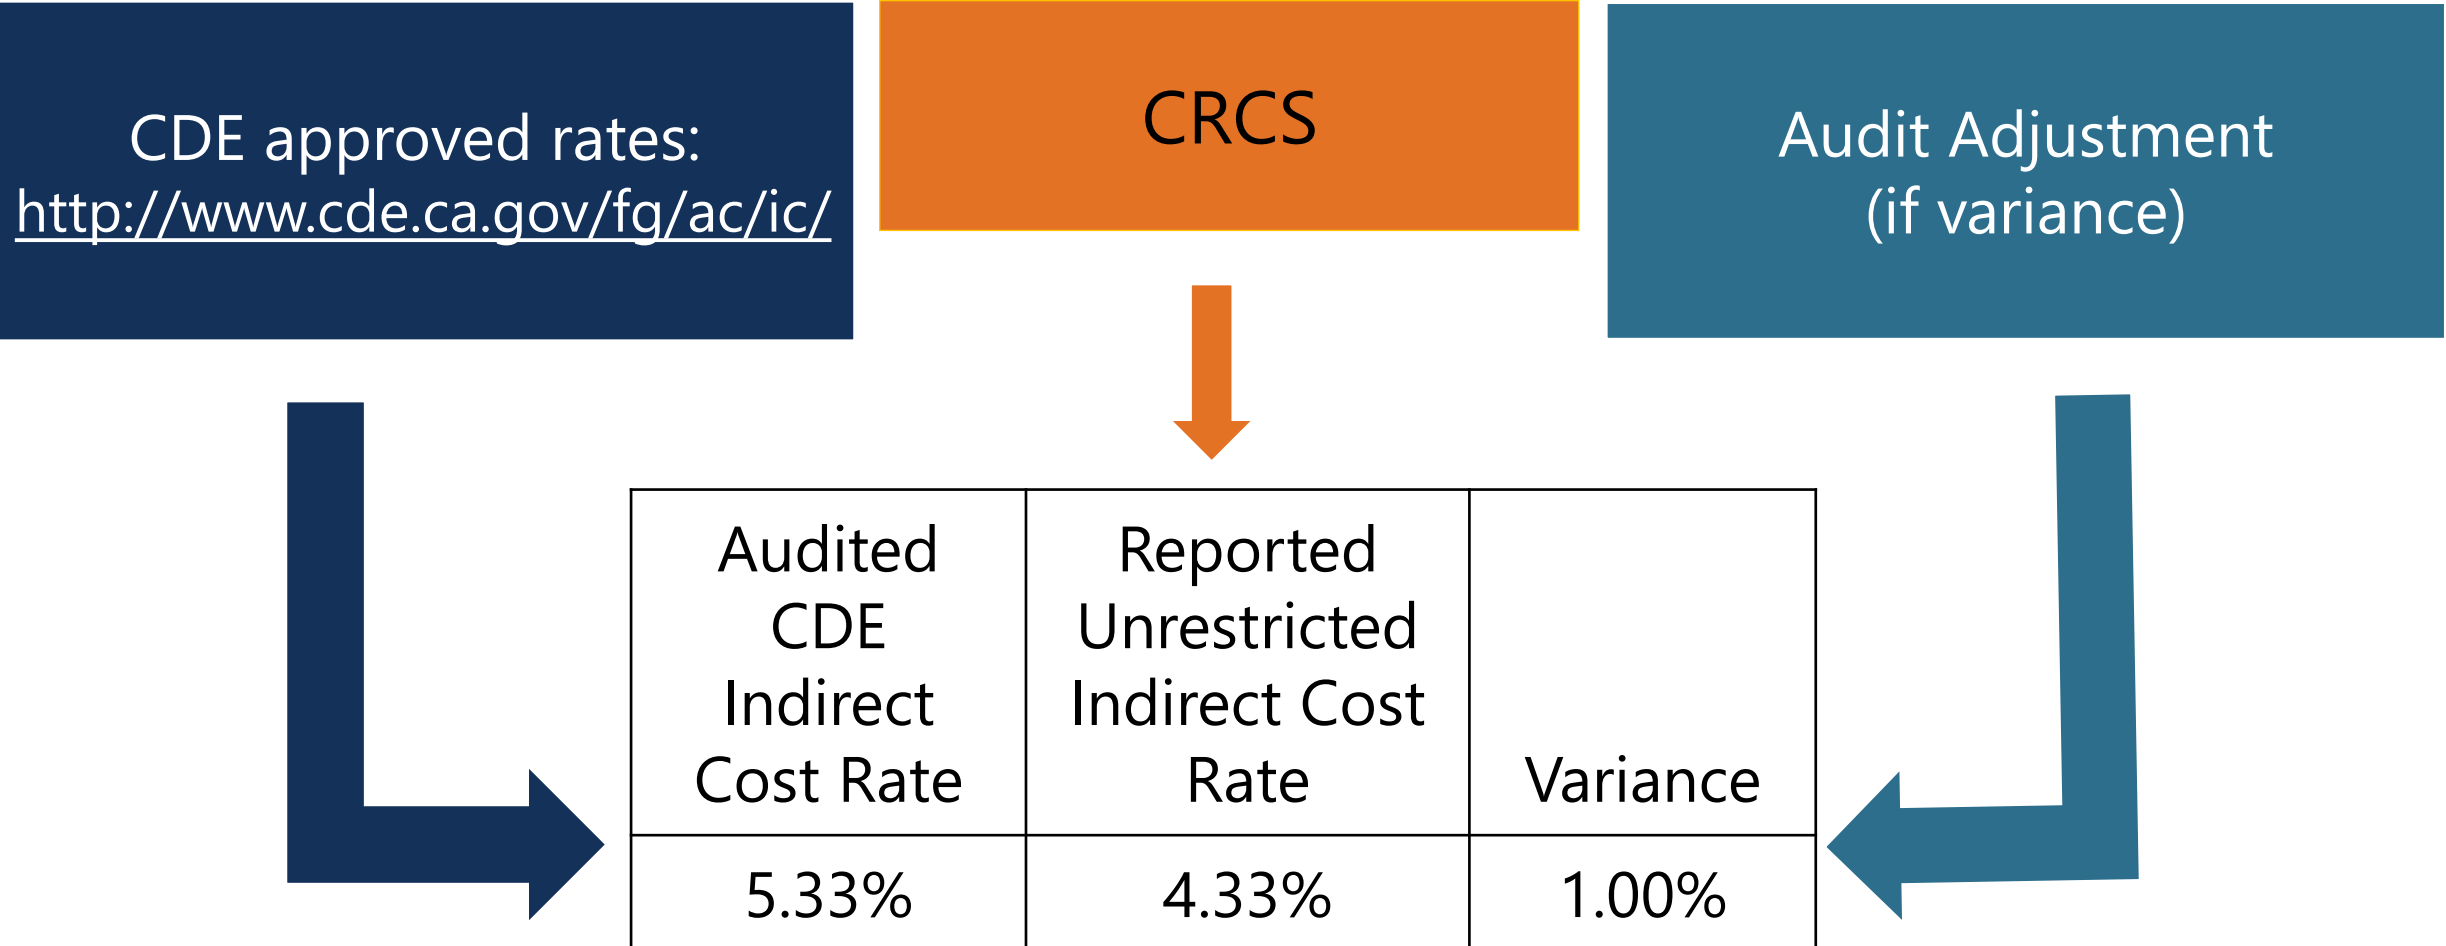 CDE approved rates:
http://www.cde.ca.gov/fg/ac/ic/
CRCS
Audit Adjustment
(if variance)
Audited
CDE
Indirect
Cost Rate
Reported
Unrestricted
Indirect Cost
Rate
Variance
5.33%
4.33%
1.00%